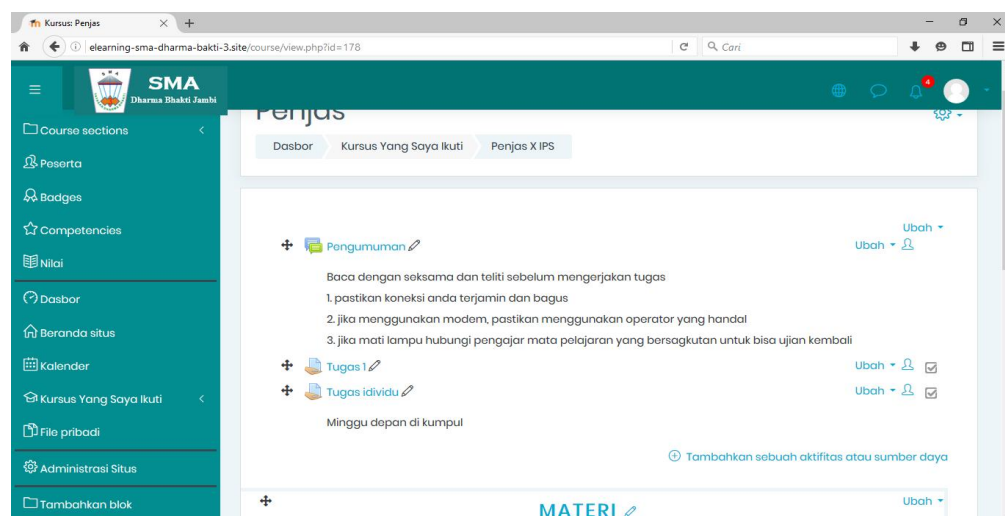 Kursus: Penjas
elearning-sma-dharma-bakti-3.site/course/view.php?id=178
Cari
SMA
Dharma Bhakti Jambi
4
Penjas
Dasbor Kursus Yang Saya Ikuti Penjas X IPS
Course sections
Peserta
Badges
Competencies
Nilai
Dasbor
Beranda situs
Kalender
Kursus Yang Saya Ikuti
File pribadi
Administrasi Situs
Tambahkan blok
Ubah
Pengumuman Ubah
Baca dengan seksama dan teliti sebelum mengerjakan tugas
1. pastikan koneksi anda terjamin dan bagus
2. jika menggunakan modem, pastikan menggunakan operator yang handal
3. jika mati lampu hubungi pengajar mata pelajaran yang bersagkutan untuk bisa ujian kembali
Tugas 1 Ubah
Tugas idividu Ubah
Minggu depan di kumpul
Tambahkan sebuah aktifitas atau sumber daya
MATERI Ubah